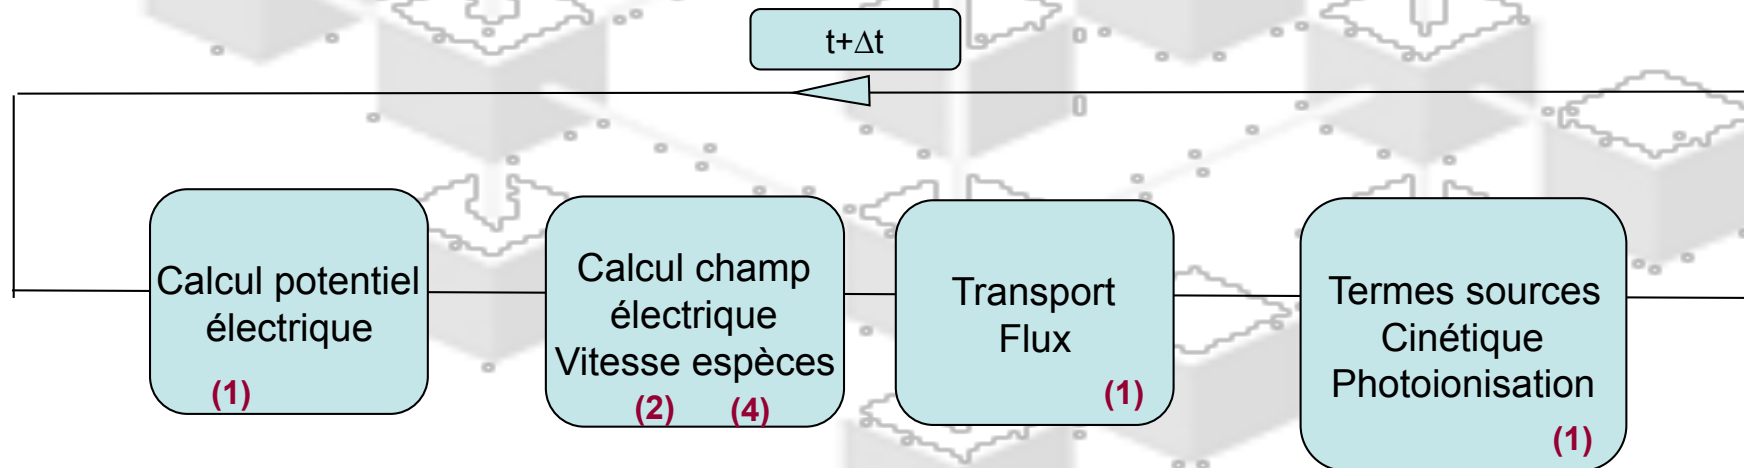 t+Δt
Calcul potentiel
électrique
(1)
Calcul champ
électrique
Vitesse espèces
(2) (4)
Transport
Flux
(1)
Termes sources
Cinétique
Photoionisation
(1)